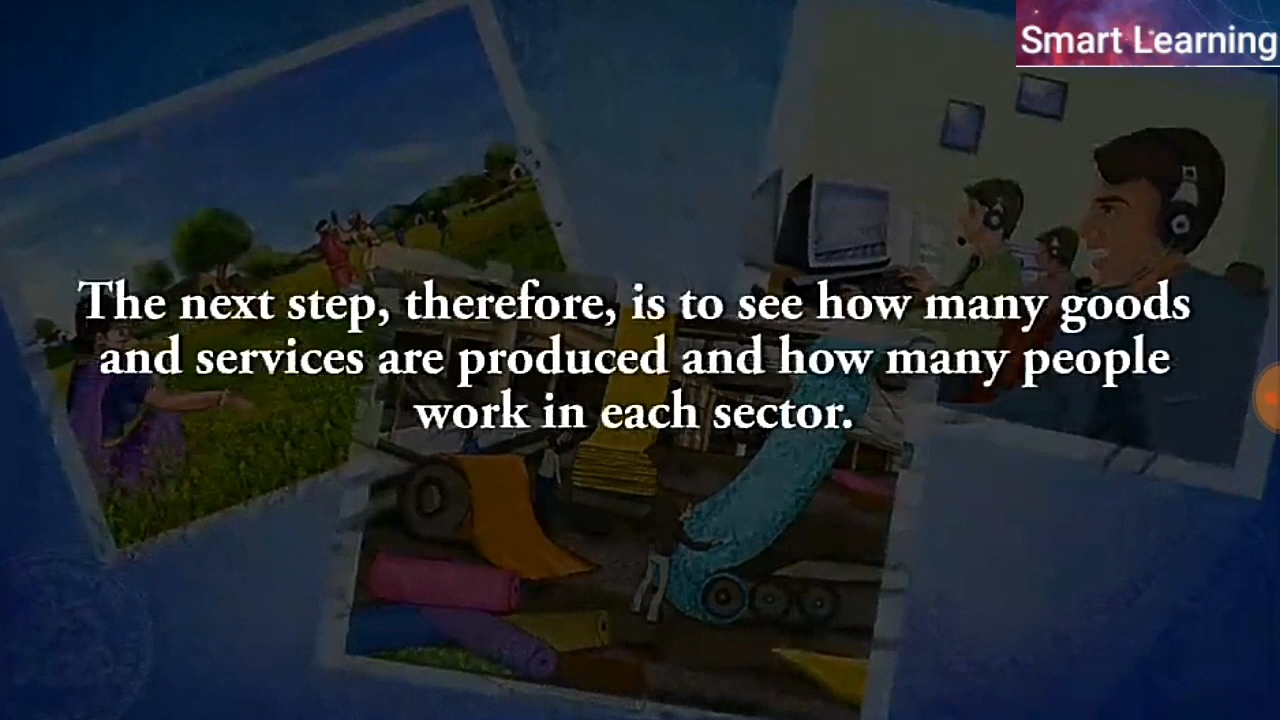 Smart Learning
The next step, therefore, is to see how many goods
and services are produced and how many people
work in each sector.